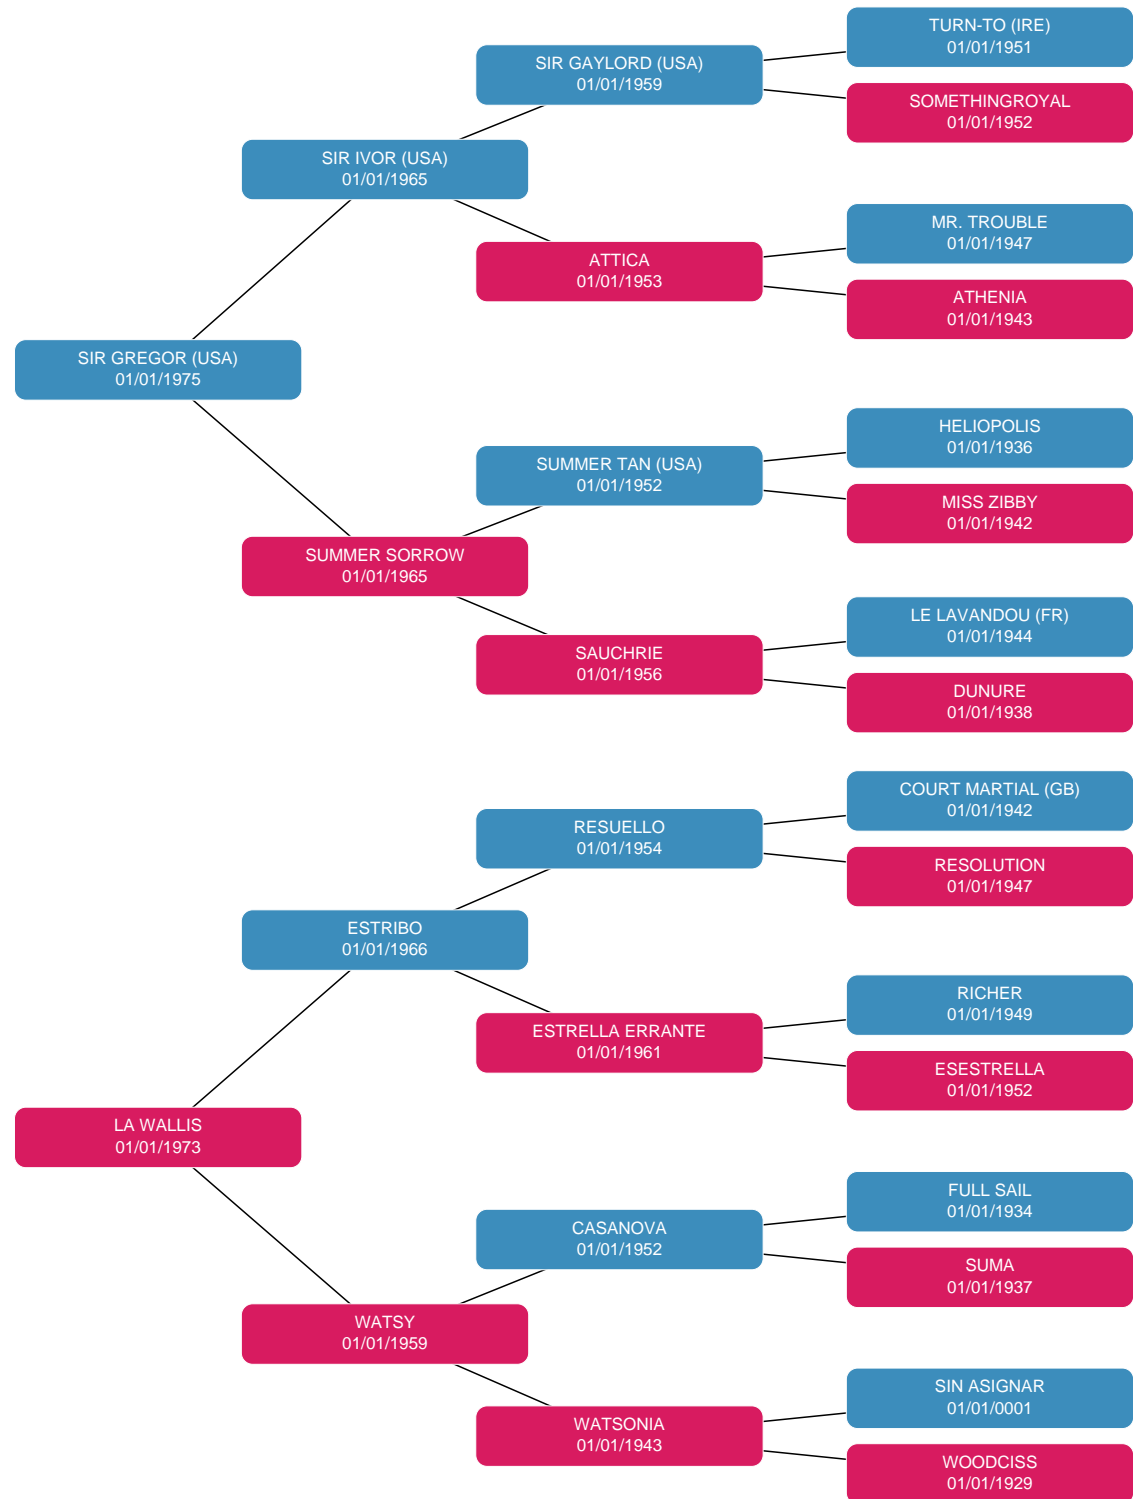 TURN-TO (IRE)
01/01/1951
SIR GAYLORD (USA)
01/01/1959
SOMETHINGROYAL
01/01/1952
SIR IVOR (USA)
01/01/1965
MR. TROUBLE
01/01/1947
ATTICA
01/01/1953
ATHENIA
01/01/1943
SIR GREGOR (USA)
01/01/1975
HELIOPOLIS
01/01/1936
SUMMER TAN (USA)
01/01/1952
MISS ZIBBY
01/01/1942
SUMMER SORROW
01/01/1965
LE LAVANDOU (FR)
01/01/1944
SAUCHRIE
01/01/1956
DUNURE
01/01/1938
COURT MARTIAL (GB)
01/01/1942
RESUELLO
01/01/1954
RESOLUTION
01/01/1947
ESTRIBO
01/01/1966
RICHER
01/01/1949
ESTRELLA ERRANTE
01/01/1961
ESESTRELLA
01/01/1952
LA WALLIS
01/01/1973
FULL SAIL
01/01/1934
CASANOVA
01/01/1952
SUMA
01/01/1937
WATSY
01/01/1959
SIN ASIGNAR
01/01/0001
WATSONIA
01/01/1943
WOODCISS
01/01/1929